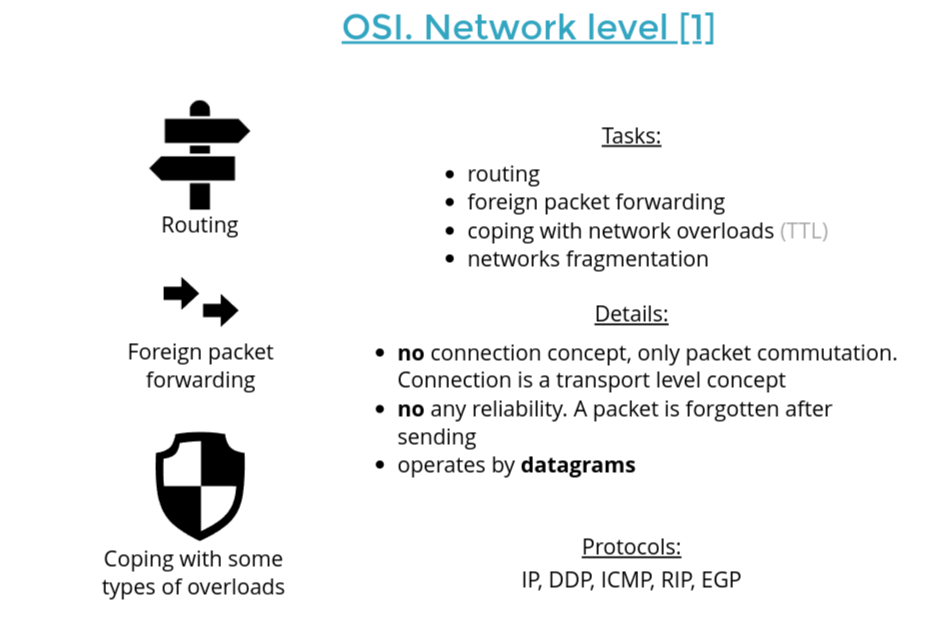 OSI. Network level [1]
Routing
Foreign packet
forwarding
Coping with some
types of overloads
Tasks:
• routing
• foreign packet forwarding
• coping with network overloads (TTL)
• networks fragmentation
Details:
• no connection concept, only packet commutation.
Connection is a transport level concept
• no any reliability. A packet is forgotten after
sending
• operates by datagrams
Protocols:
IP, DDP, ICMP, RIP, EGP